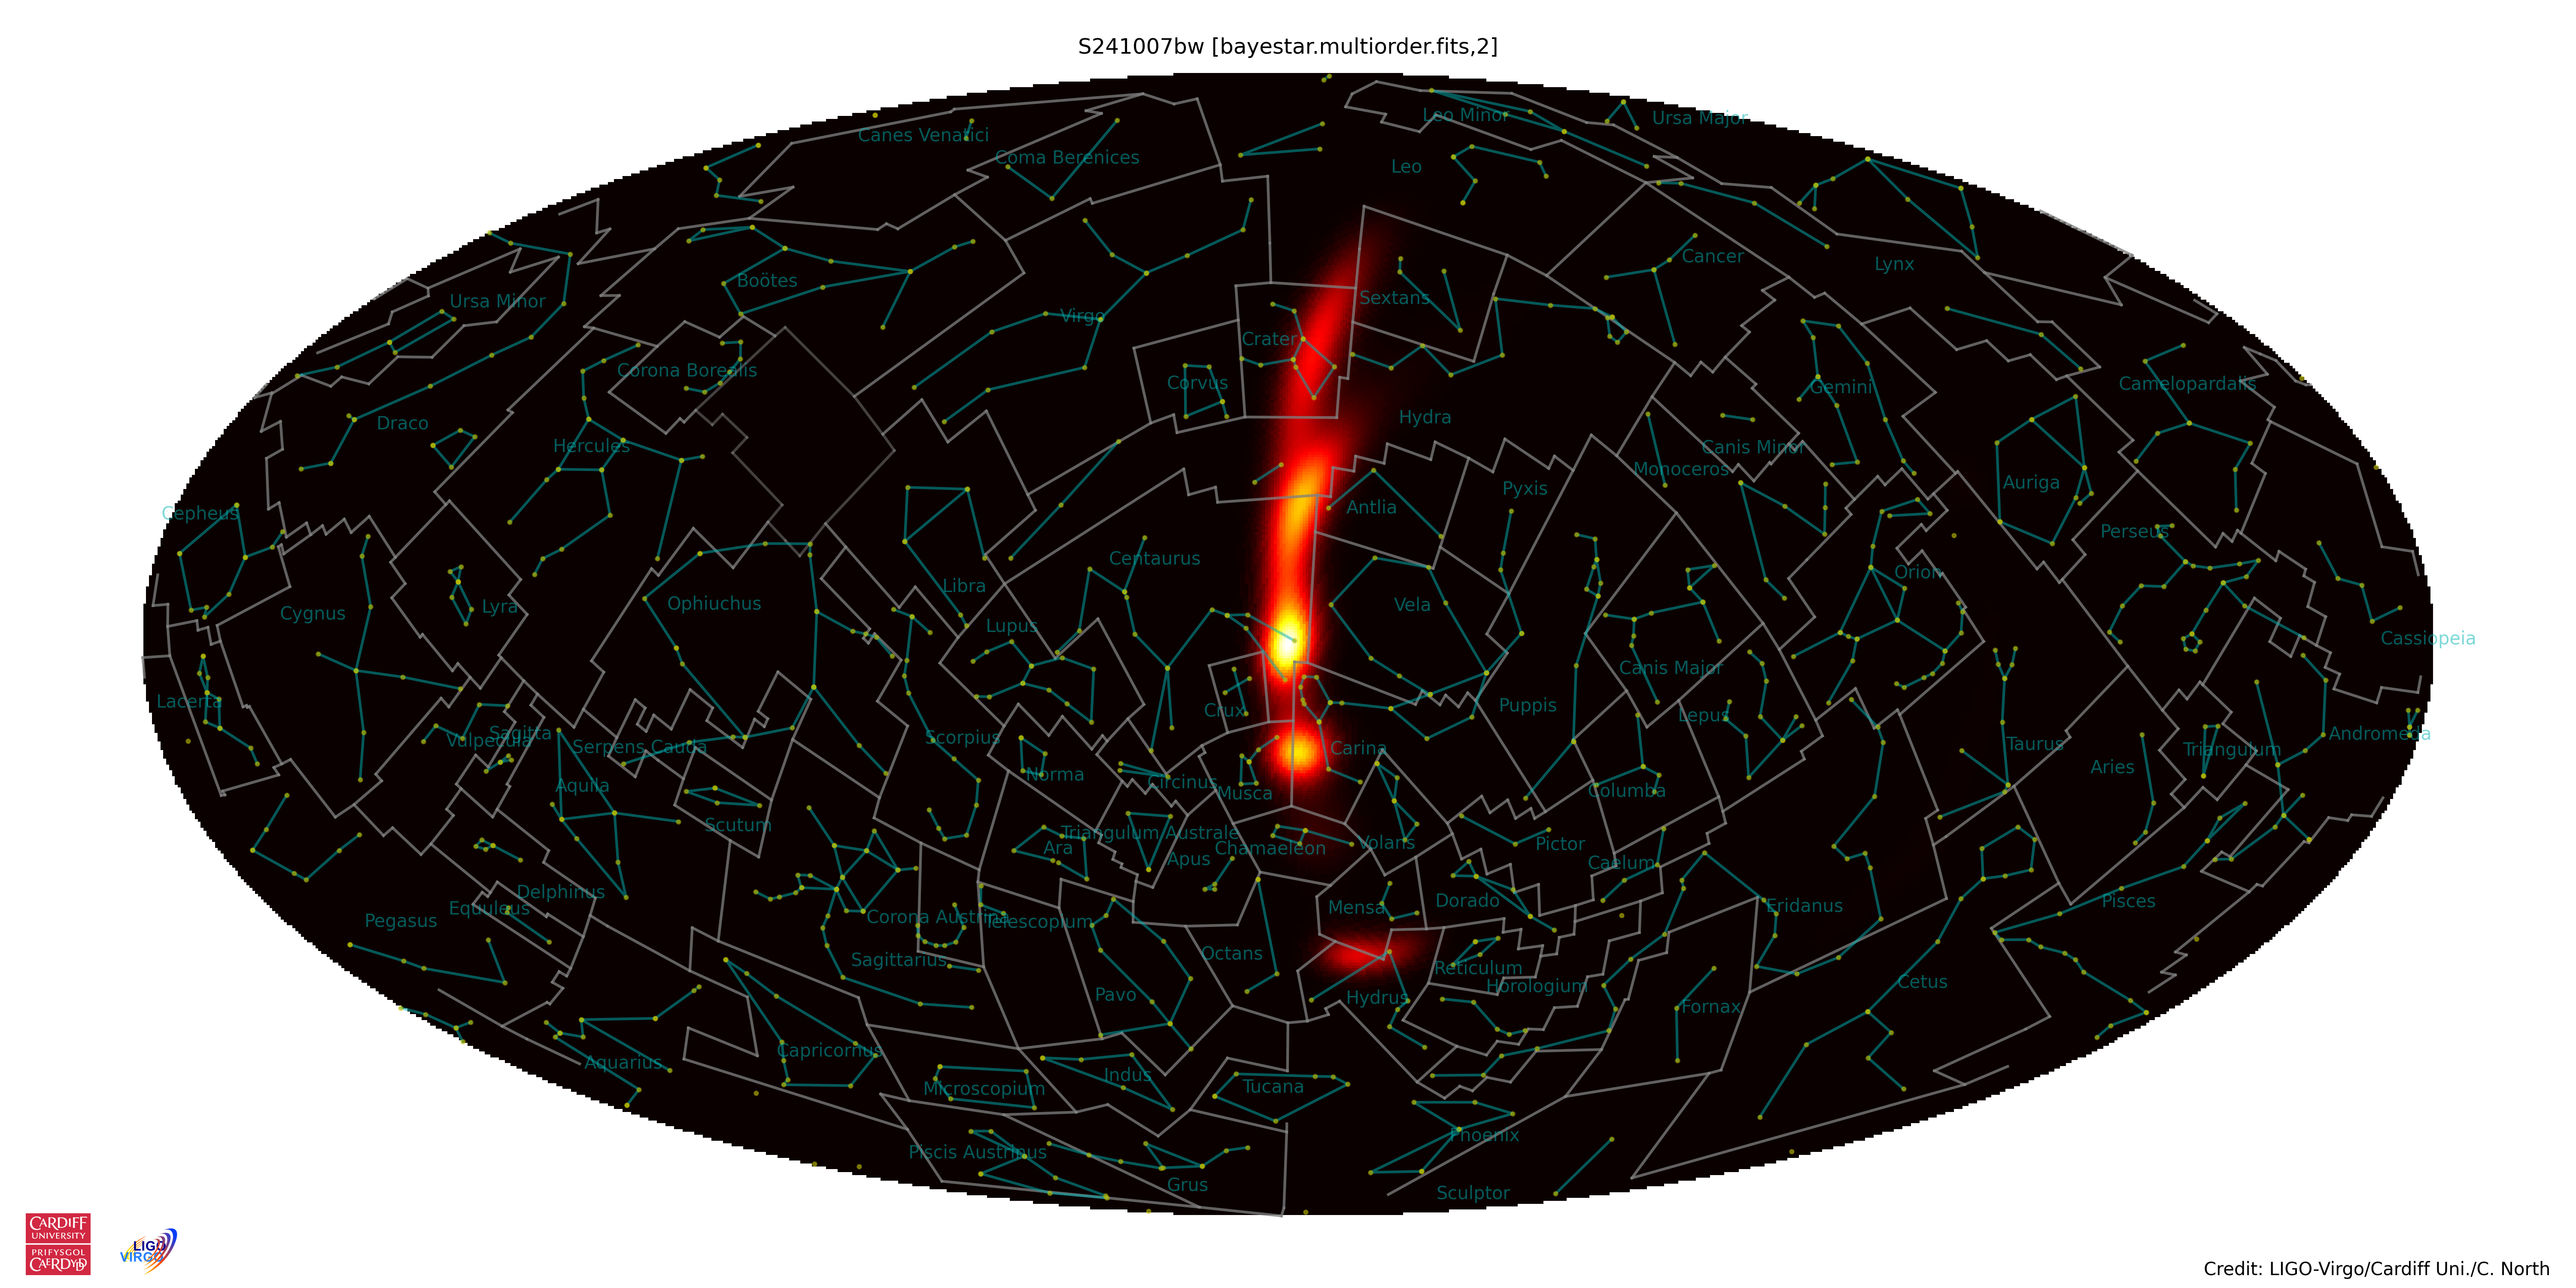 S241007bw [bayestar.multiorder.fits,2]
Leo Minor
Ursa Major
Canes Venatici
Coma Berenices
Leo
Cancer
Lynx
Boötes
Ursa Minor
Sextans
Virgo
Crater
Corona Borealis
Corvus
Gemini
Camelopardalis
Hydra
Draco
Hercules
Canis Minor
Monoceros
Auriga
Pyxis
Antlia
Cepheus
Perseus
Centaurus
Orion
Libra
Ophiuchus
Lyra
Vela
Cygnus
Lupus
Cassiopeia
Canis Major
Lacerta
Crux
Puppis
Lepus
Sagitta
Vulpecula
Serpens Cauda
Scorpius
Carina
Taurus
Triangulum
Andromeda
Aries
Norma
Circinus
Aquila
Musca
Columba
Scutum
Triangulum Australe
Ara
Chamaeleon
Volans
Pictor
Apus
Caelum
Delphinus
Equuleus
Pegasus
Corona Austrina
Telescopium
Mensa
Dorado
Eridanus
Pisces
Octans
Sagittarius
Reticulum
Cetus
Horologium
Pavo
Hydrus
Fornax
Capricornus
Aquarius
Indus
Microscopium
Tucana
Phoenix
Piscis Austrinus
Grus
Sculptor
CARDIFF
UNIVERSITY
PRIFYSGOL
CAERDYDD
LIGO
VIRGO
Credit: LIGO-Virgo/Cardiff Uni./C. North